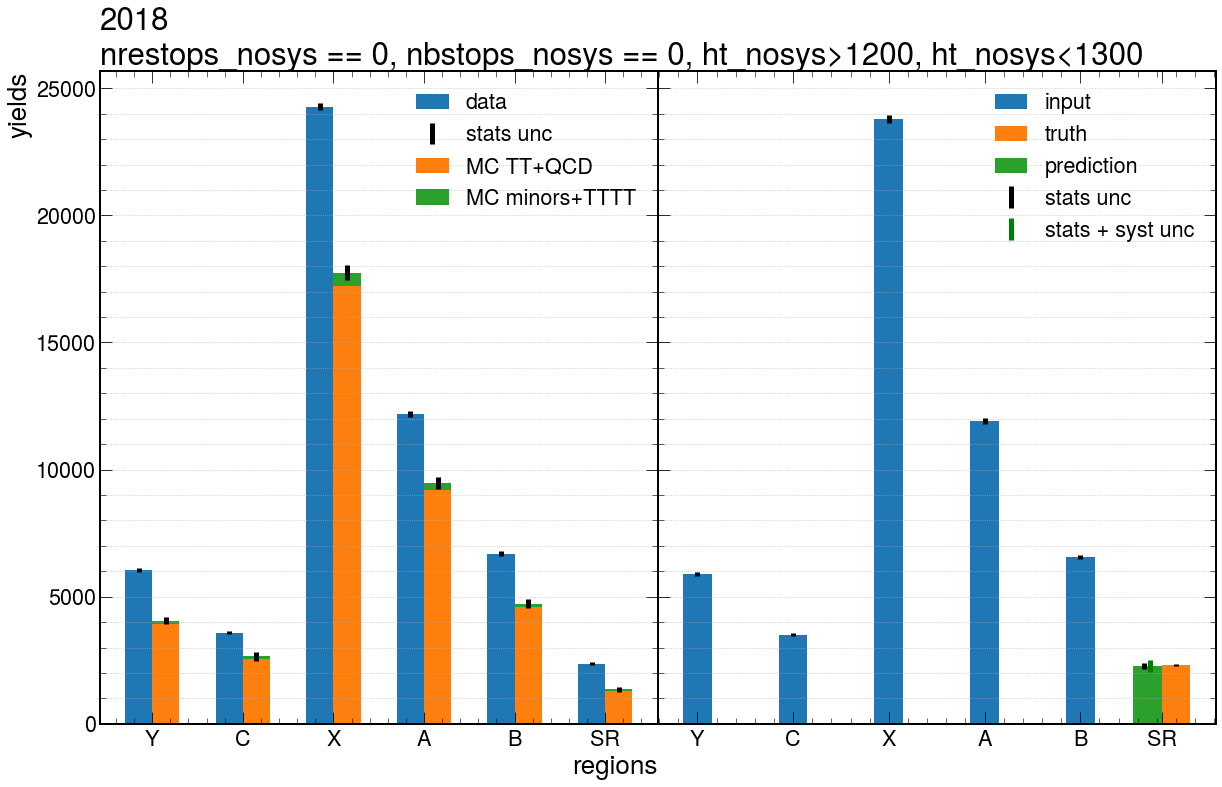 2018
nrestops_nosys == 0, nbstops_nosys == 0, ht_nosys>1200, ht_nosys<1300
yields
25000
20000
15000
10000
5000
0
data
stats unc
MC TT+QCD
MC minors+TTTT
input
truth
prediction
stats unc
stats + syst unc
Y C X A B SR
Y C X A B SR
regions